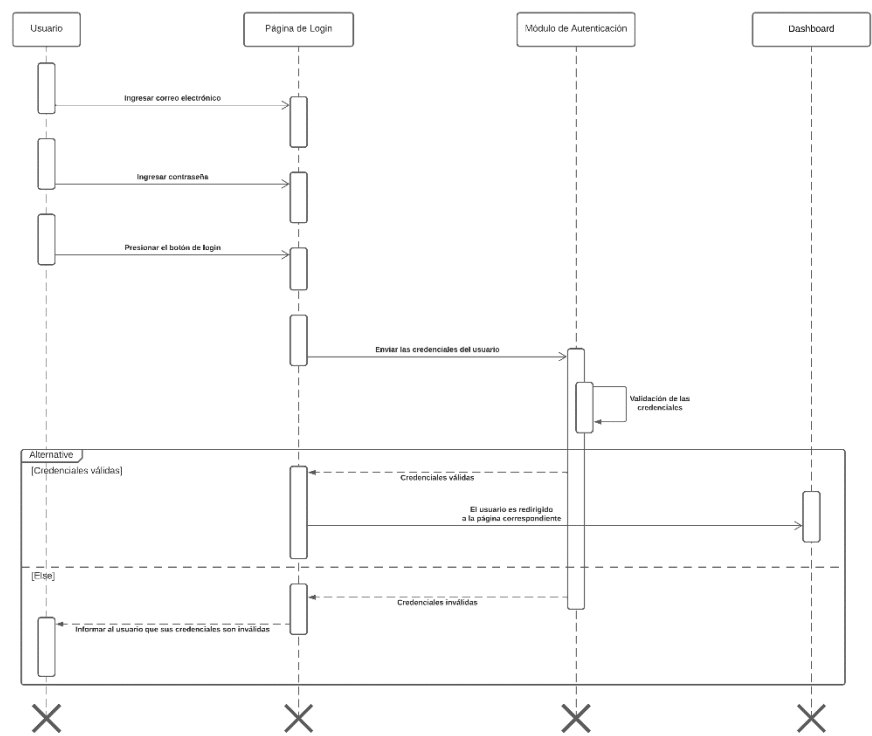 Usuario
Página de Login
Módulo de Autenticación
Dashboard
Ingresar correo electrónico
Ingresar contraseña
Presionar el botón de login
Enviar las credenciales del usuario
Validación de las
credenciales
Alternative
[Credenciales válidas]
Credenciales válidas
El usuario es redirigido
a la página correspondiente
[Else]
Credenciales inválidas
Informar al usuario que sus credenciales son inválidas